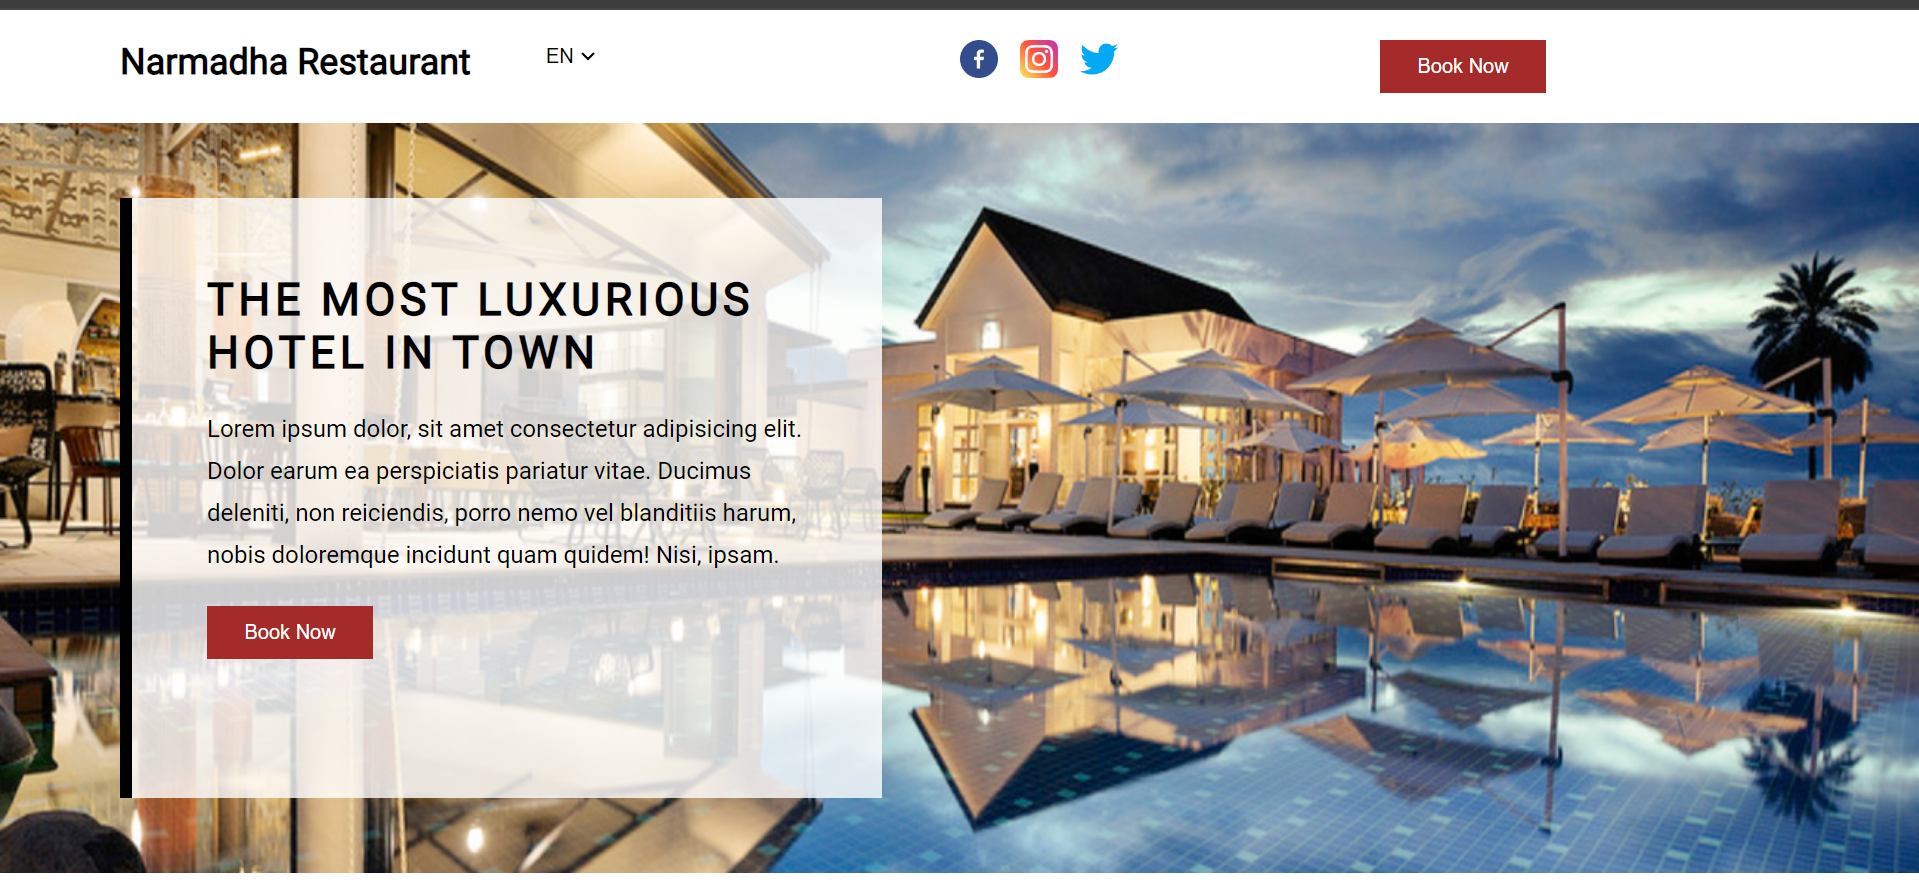 Narmadha Restaurant
EN
Book Now
THE MOST LUXURIOUS
HOTEL IN TOWN
Lorem ipsum dolor, sit amet consectetur adipisicing elit.
Dolor earum ea perspiciatis pariatur vitae. Ducimus
deleniti, non reiciendis, porro nemo vel blanditiis harum,
nobis doloremque incidunt quam quidem! Nisi, ipsam.
Book Now